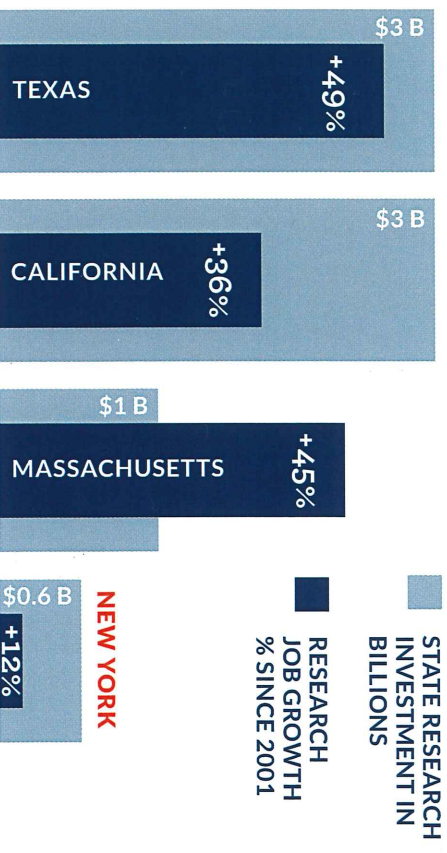 $3 B
+49%
TEXAS
$3 B
+36%
CALIFORNIA
$1 B
+45%
MASSACHUSETTS
$0.6 B
+12%
NEW YORK
STATE RESEARCH
INVESTMENT IN
BILLIONS
RESEARCH
JOB GROWTH
% SINCE 2001